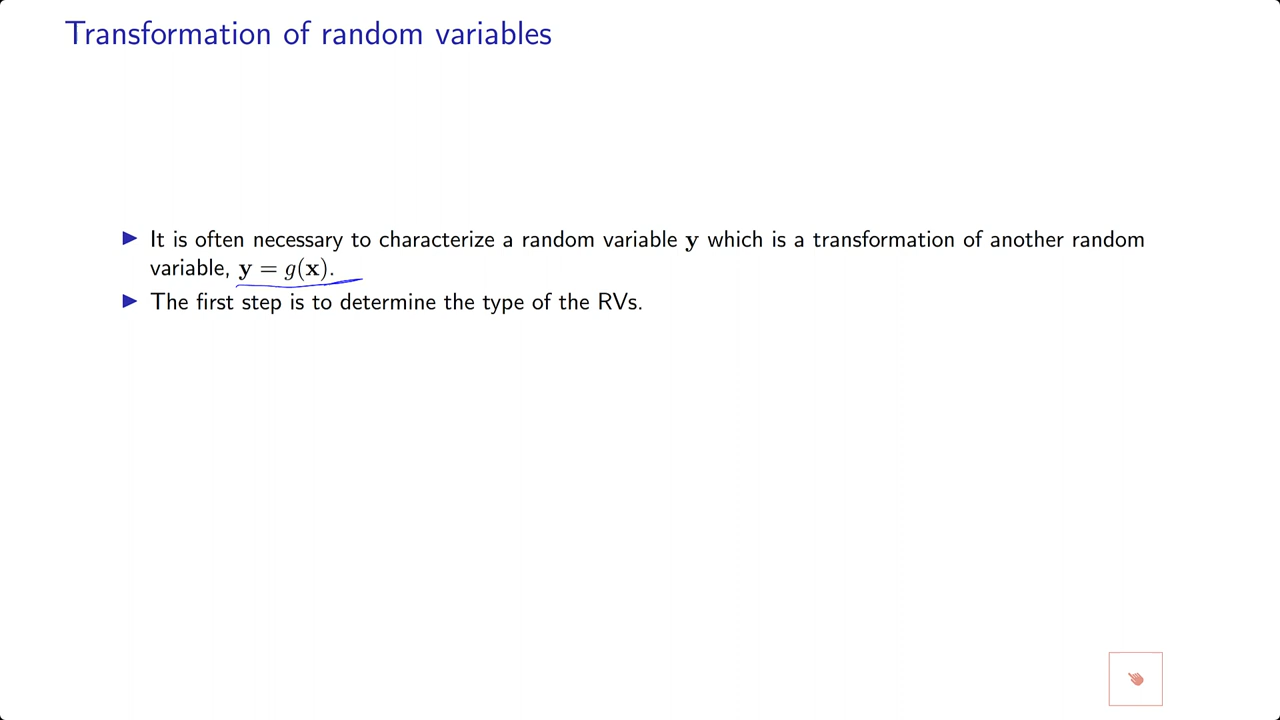 Transformation of random variables
▶ It is often necessary to characterize a random variable y which is a transformation of another random
variable, y = g(x).
▶ The first step is to determine the type of the RVs.